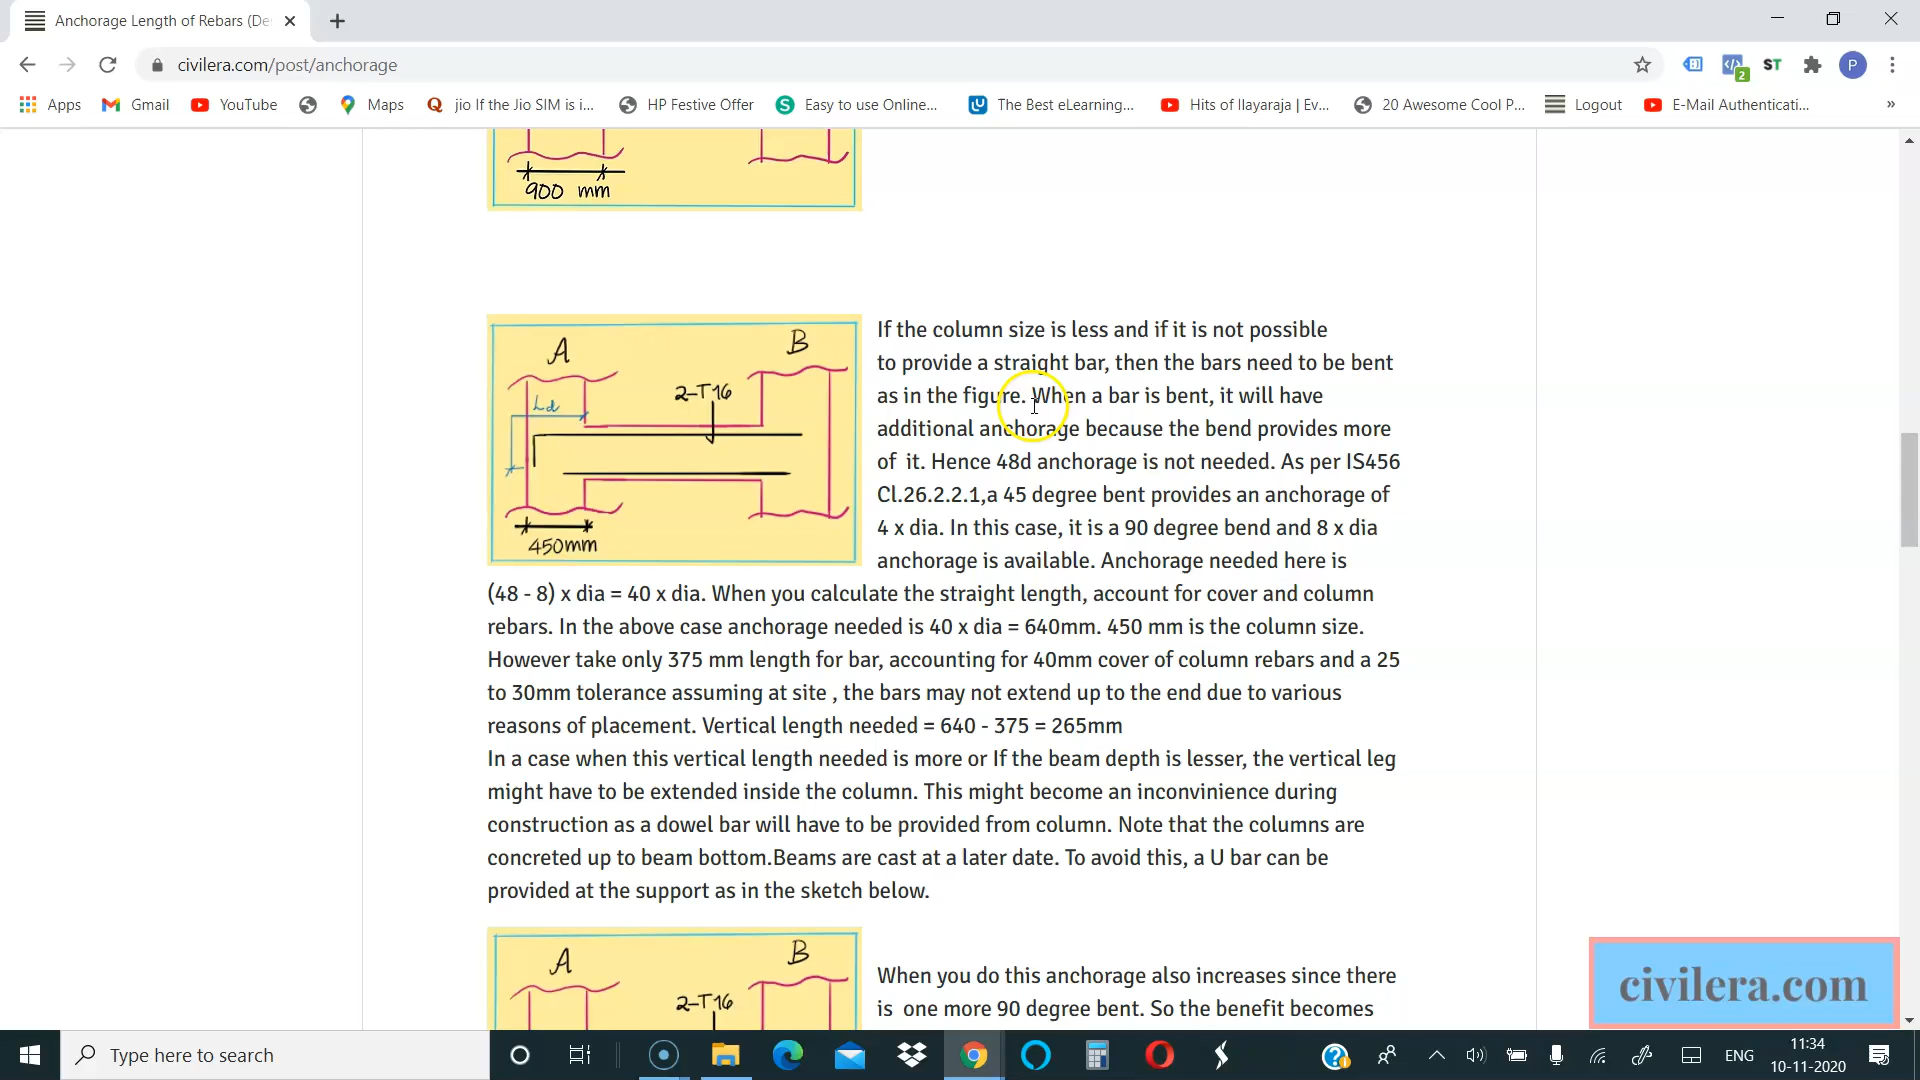 Anchorage Length of Rebars (De
civilera.com/post/anchorage
2
ST
P
Apps
Gmail
YouTube
Maps
jio If the Jio SIM is i...
HP Festive Offer
Easy to use Online...
The Best eLearning...
Hits of Ilayaraja | Ev...
20 Awesome Cool P...
Logout
E-Mail Authenticati...
»
900 mm
A
B
Ld
2-T16
450mm
If the column size is less and if it is not possible
to provide a straight bar, then the bars need to be bent
as in the figure. When a bar is bent, it will have
additional anchorage because the bend provides more
of it. Hence 48d anchorage is not needed. As per IS456
Cl.26.2.2.1,a 45 degree bent provides an anchorage of
4 x dia. In this case, it is a 90 degree bend and 8 x dia
anchorage is available. Anchorage needed here is
(48 - 8) x dia = 40 x dia. When you calculate the straight length, account for cover and column
rebars. In the above case anchorage needed is 40 x dia = 640mm. 450 mm is the column size.
However take only 375 mm length for bar, accounting for 40mm cover of column rebars and a 25
to 30mm tolerance assuming at site , the bars may not extend up to the end due to various
reasons of placement. Vertical length needed = 640 - 375 = 265mm
In a case when this vertical length needed is more or If the beam depth is lesser, the vertical leg
might have to be extended inside the column. This might become an inconvinience during
construction as a dowel bar will have to be provided from column. Note that the columns are
concreted up to beam bottom.Beams are cast at a later date. To avoid this, a U bar can be
provided at the support as in the sketch below.
A
B
2-T16
When you do this anchorage also increases since there
is one more 90 degree bent. So the benefit becomes
civilera.com
Type here to search
ENG
11:34
10-11-2020